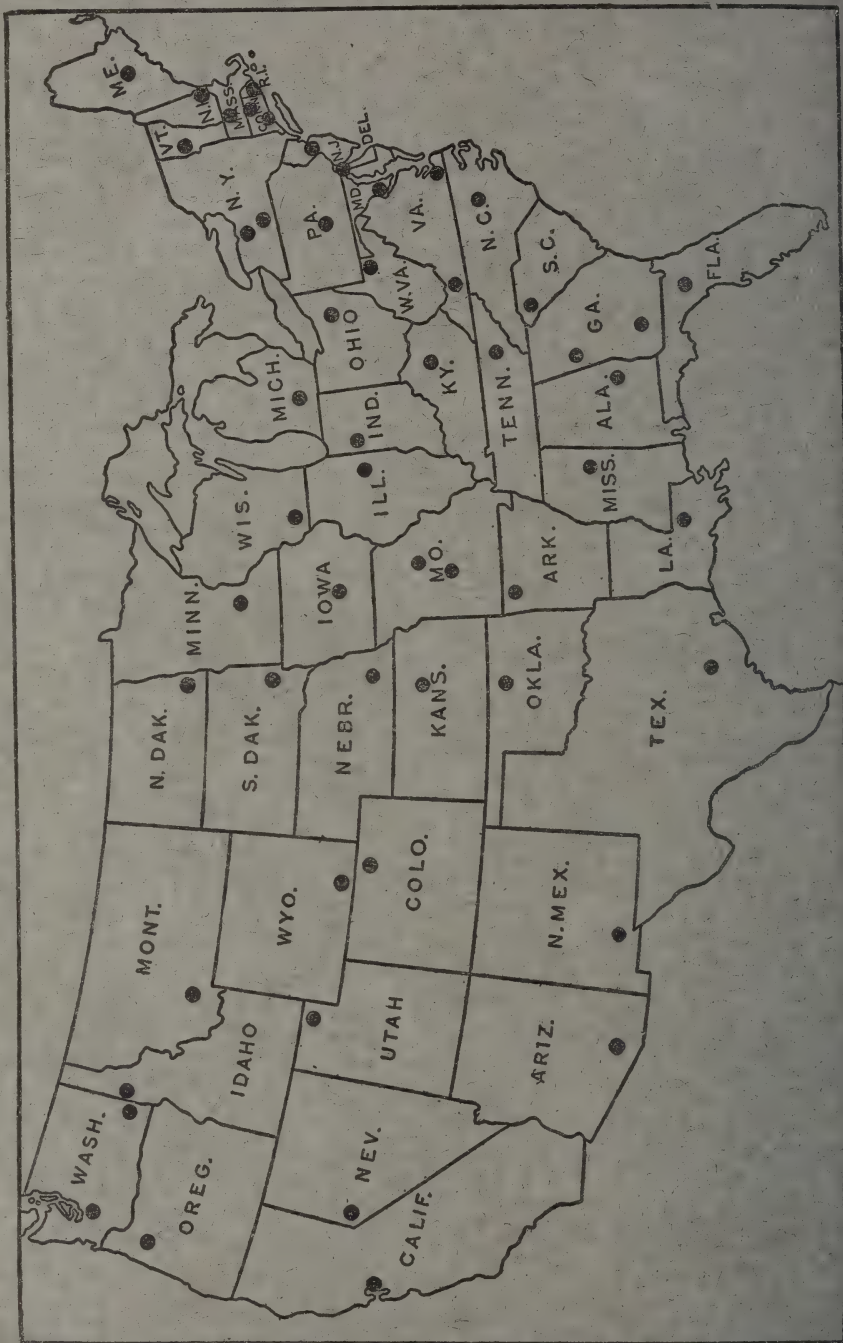 WASH.
OREG.
CALIF.
NEV.
IDAHO
MONT.
WYO.
UTAH
COLO.
ARIZ.
N.MEX.
N. DAK.
S. DAK.
NEBR.
KANS.
OKLA.
TEX.
MINN.
IOWA
MO.
ARK.
LA.
WIS.
ILL.
MICH.
IND.
OHIO
KY.
TENN.
MISS.
ALA.
GA.
FLA.
S.C.
N.C.
VA.
W.VA.
MD.
DEL.
N.J.
PA.
N.Y.
VT.
N.H.
ME.
MASS.
R.I.